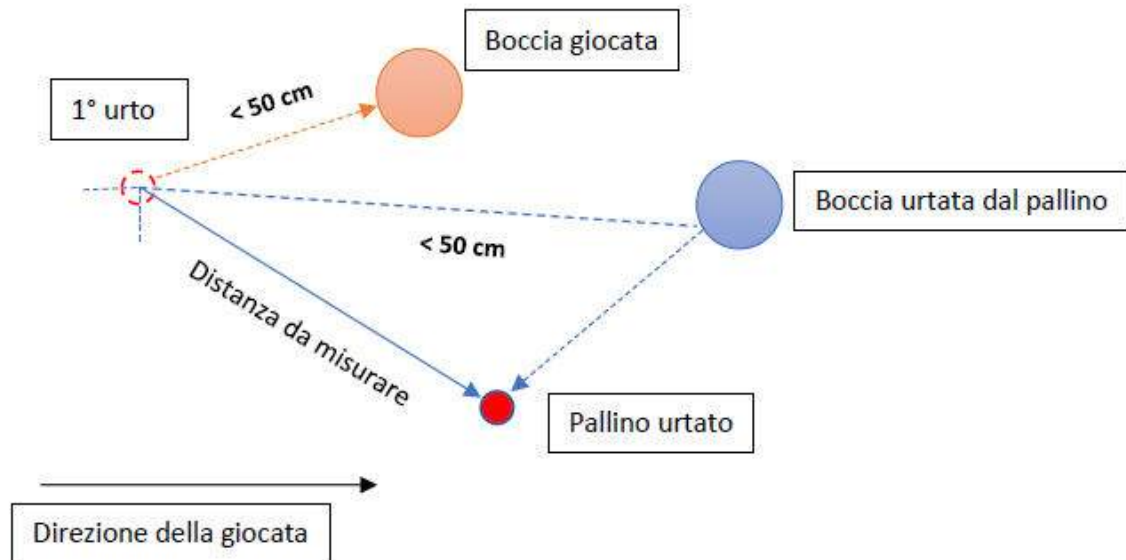 Boccia giocata
1° urto
< 50 cm
Boccia urtata dal pallino
< 50 cm
Distanza da misurare
Pallino urtato
Direzione della giocata